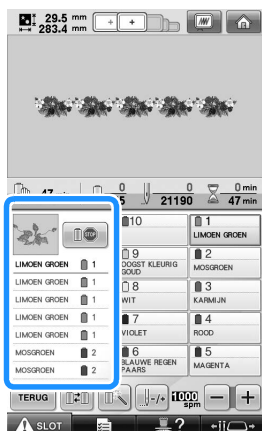 29.5 mm
283.4 mm
0 0 0 min
21190 47 min
10 1
LIMOEN GROEN
STOP
LIMOEN GROEN 1
LIMOEN GROEN 1
LIMOEN GROEN 1
LIMOEN GROEN 1
LIMOEN GROEN 1
MOSGROEN 2
MOSGROEN 2
9 2
OOGST KLEURIG
GOUD
MOSGROEN
8 3
WIT KARMIJN
7 4
VIOLET ROOD
6 5
BLAUWE REGEN
PAARS
MAGENTA
TERUG -/+ 1000 spm - +
SLOT ?